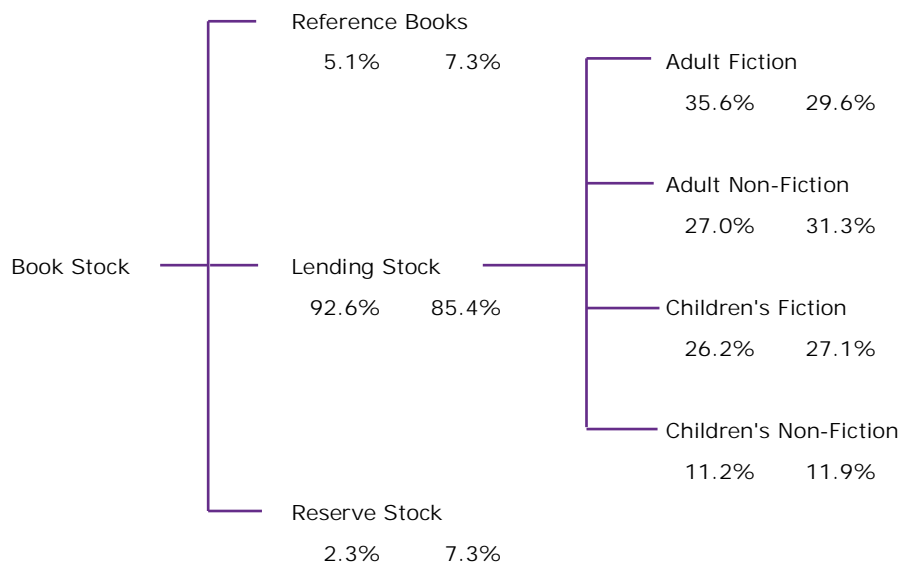 Book Stock
Reference Books
5.1% 7.3%
Lending Stock
92.6% 85.4%
Adult Fiction
35.6% 29.6%
Adult Non-Fiction
27.0% 31.3%
Children's Fiction
26.2% 27.1%
Children's Non-Fiction
11.2% 11.9%
Reserve Stock
2.3% 7.3%